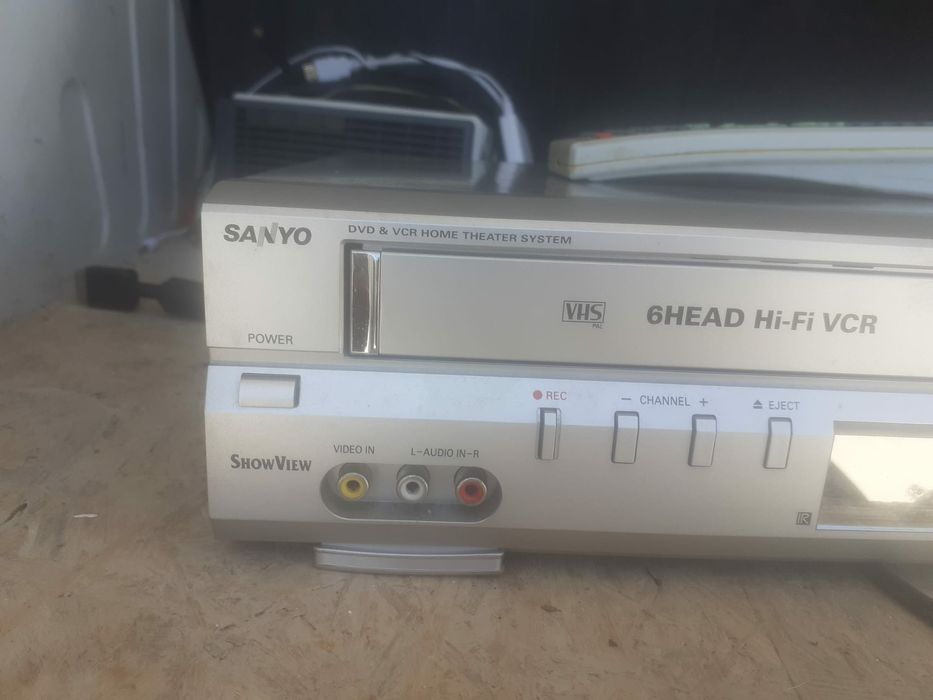 SANYO
DVD & VCR HOME THEATER SYSTEM
VHS
PAL
6HEAD Hi-Fi VCR
POWER
REC
− CHANNEL +
EJECT
VIDEO IN
L-AUDIO IN-R
SHOWVIEW
R